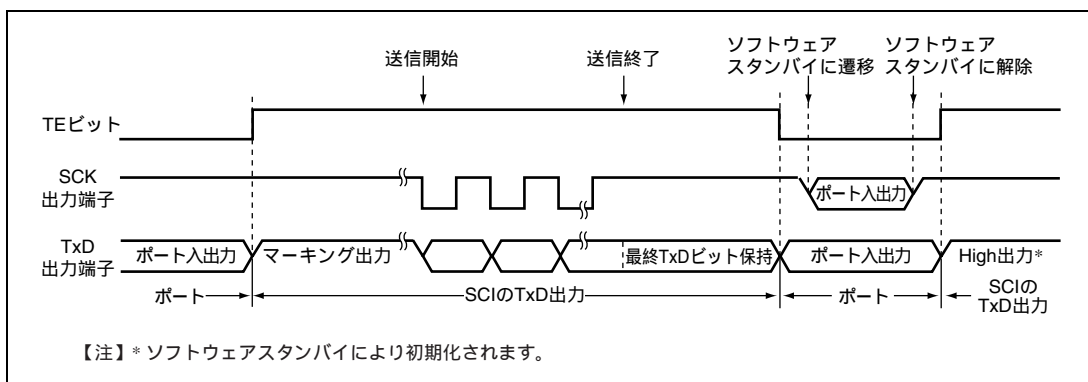 送信開始
送信終了
ソフトウェア
スタンバイに遷移
ソフトウェア
スタンバイに解除
TEビット
SCK
出力端子
ポート入出力
TxD
出力端子
ポート入出力
マーキング出力
最終TxDビット保持
ポート入出力
High出力*
ポート
SCIのTxD出力
ポート
SCIの
TxD出力
【注】* ソフトウェアスタンバイにより初期化されます。